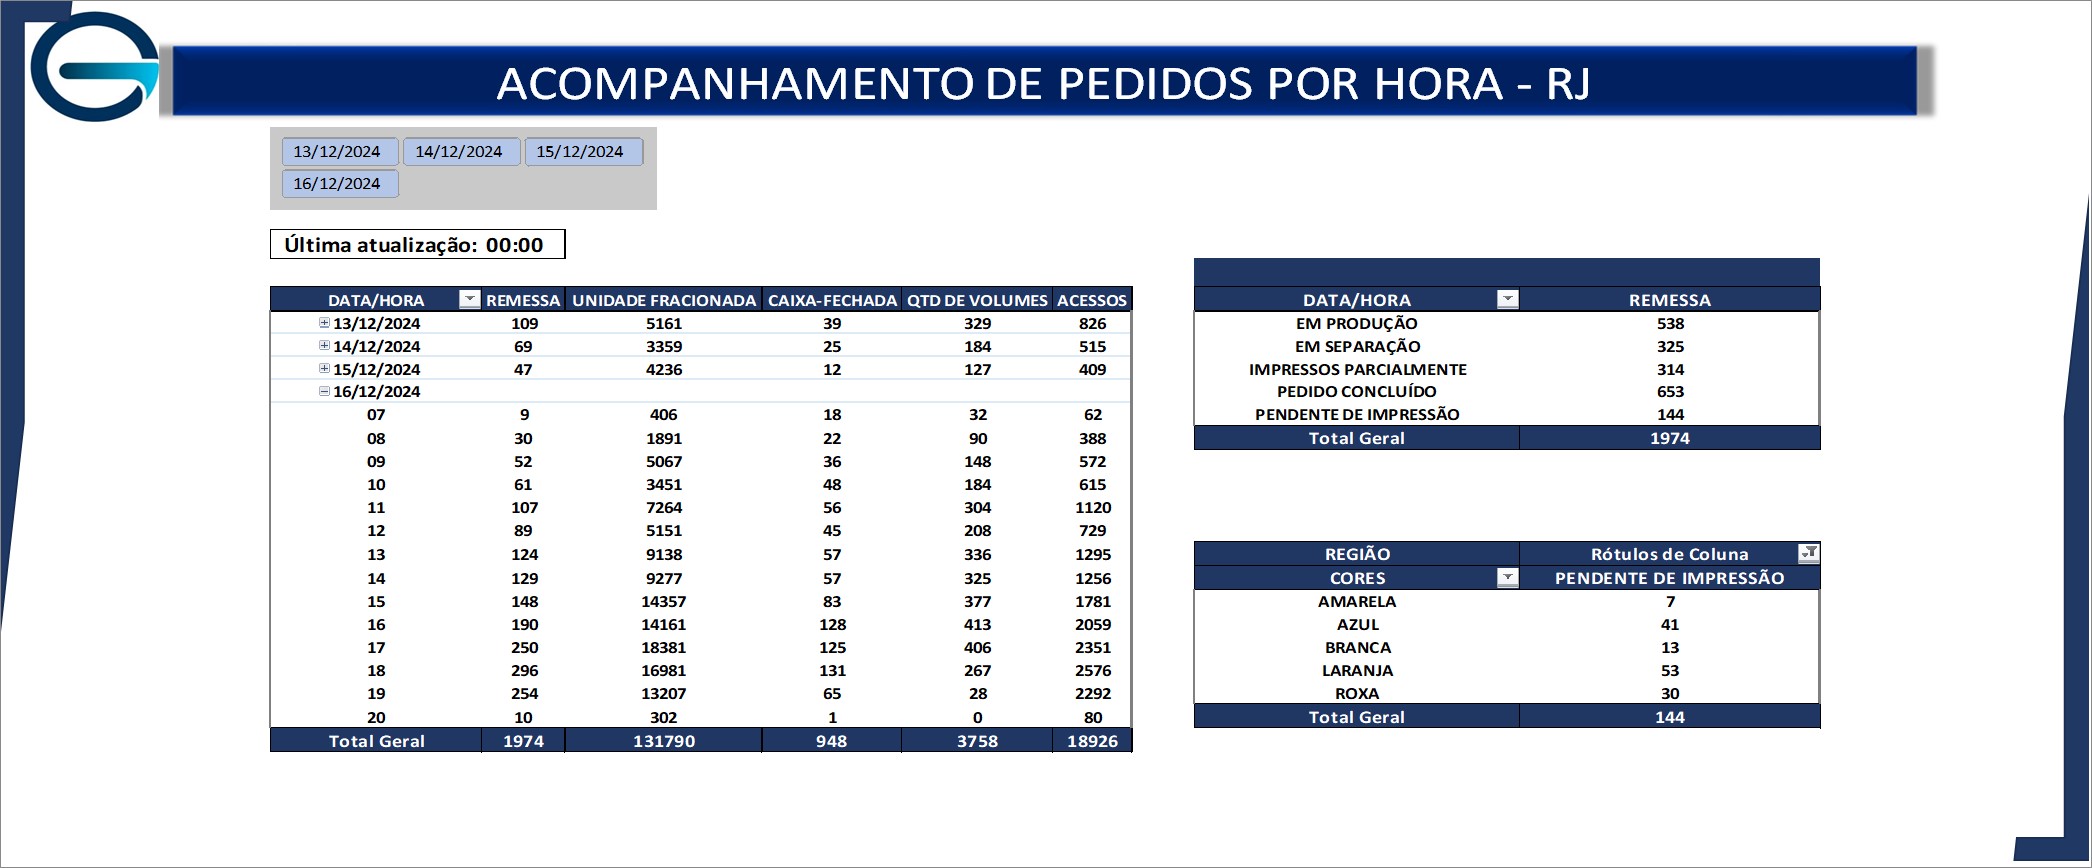 ACOMPANHAMENTO DE PEDIDOS POR HORA - RJ
13/12/2024 14/12/2024 15/12/2024
16/12/2024
Última atualização: 00:00
DATA/HORA REMESSA UNIDADE FRACIONADA CAIXA-FECHADA QTD DE VOLUMES ACESSOS
13/12/2024 109 5161 39 329 826
14/12/2024 69 3359 25 184 515
15/12/2024 47 4236 12 127 409
16/12/2024
07 9 406 18 32 62
08 30 1891 22 90 388
09 52 5067 36 148 572
10 61 3451 48 184 615
11 107 7264 56 304 1120
12 89 5151 45 208 729
13 124 9138 57 336 1295
14 129 9277 57 325 1256
15 148 14357 83 377 1781
16 190 14161 128 413 2059
17 250 18381 125 406 2351
18 296 16981 131 267 2576
19 254 13207 65 28 2292
20 10 302 1 0 80
Total Geral 1974 131790 948 3758 18926
DATA/HORA REMESSA
EM PRODUÇÃO 538
EM SEPARAÇÃO 325
IMPRESSOS PARCIALMENTE 314
PEDIDO CONCLUÍDO 653
PENDENTE DE IMPRESSÃO 144
Total Geral 1974
REGIÃO Rótulos de Coluna
CORES PENDENTE DE IMPRESSÃO
AMARELA 7
AZUL 41
BRANCA 13
LARANJA 53
ROXA 30
Total Geral 144